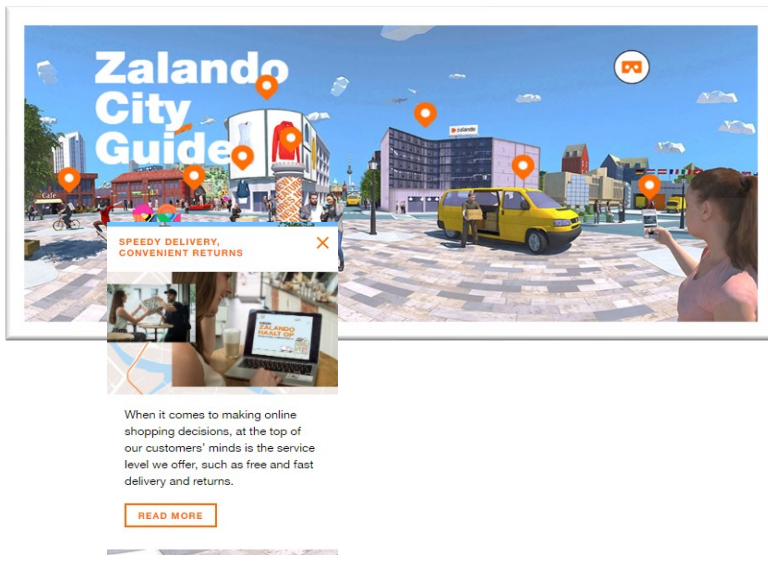 Zalando
City
Guide
zalando
Cafe
SPEEDY DELIVERY,
CONVENIENT RETURNS
ZALANDO
HAALT OP
When it comes to making online
shopping decisions, at the top of
our customers’ minds is the service
level we offer, such as free and fast
delivery and returns.
READ MORE